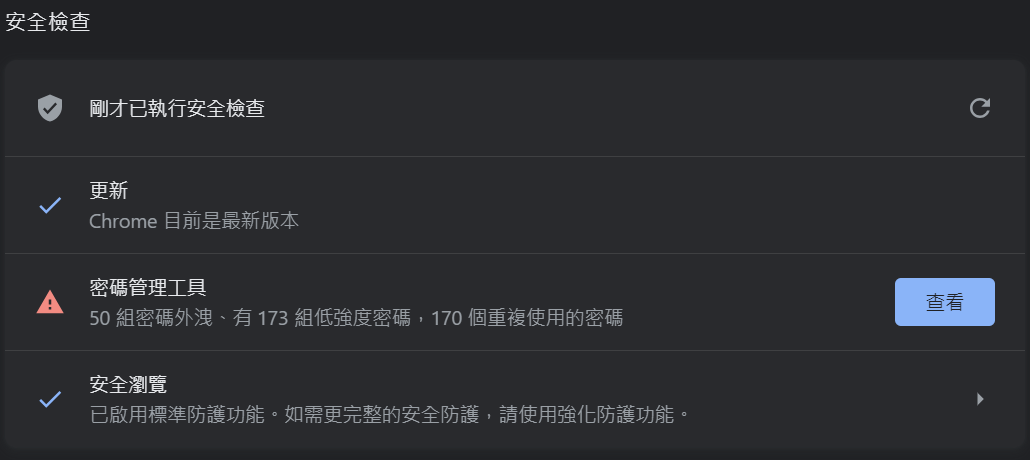 安全檢查
剛才已執行安全檢查
更新
Chrome 目前是最新版本
密碼管理工具
50 組密碼外洩、有 173 組低強度密碼，170 個重複使用的密碼
查看
安全瀏覽
已啟用標準防護功能。如需更完整的安全防護，請使用強化防護功能。